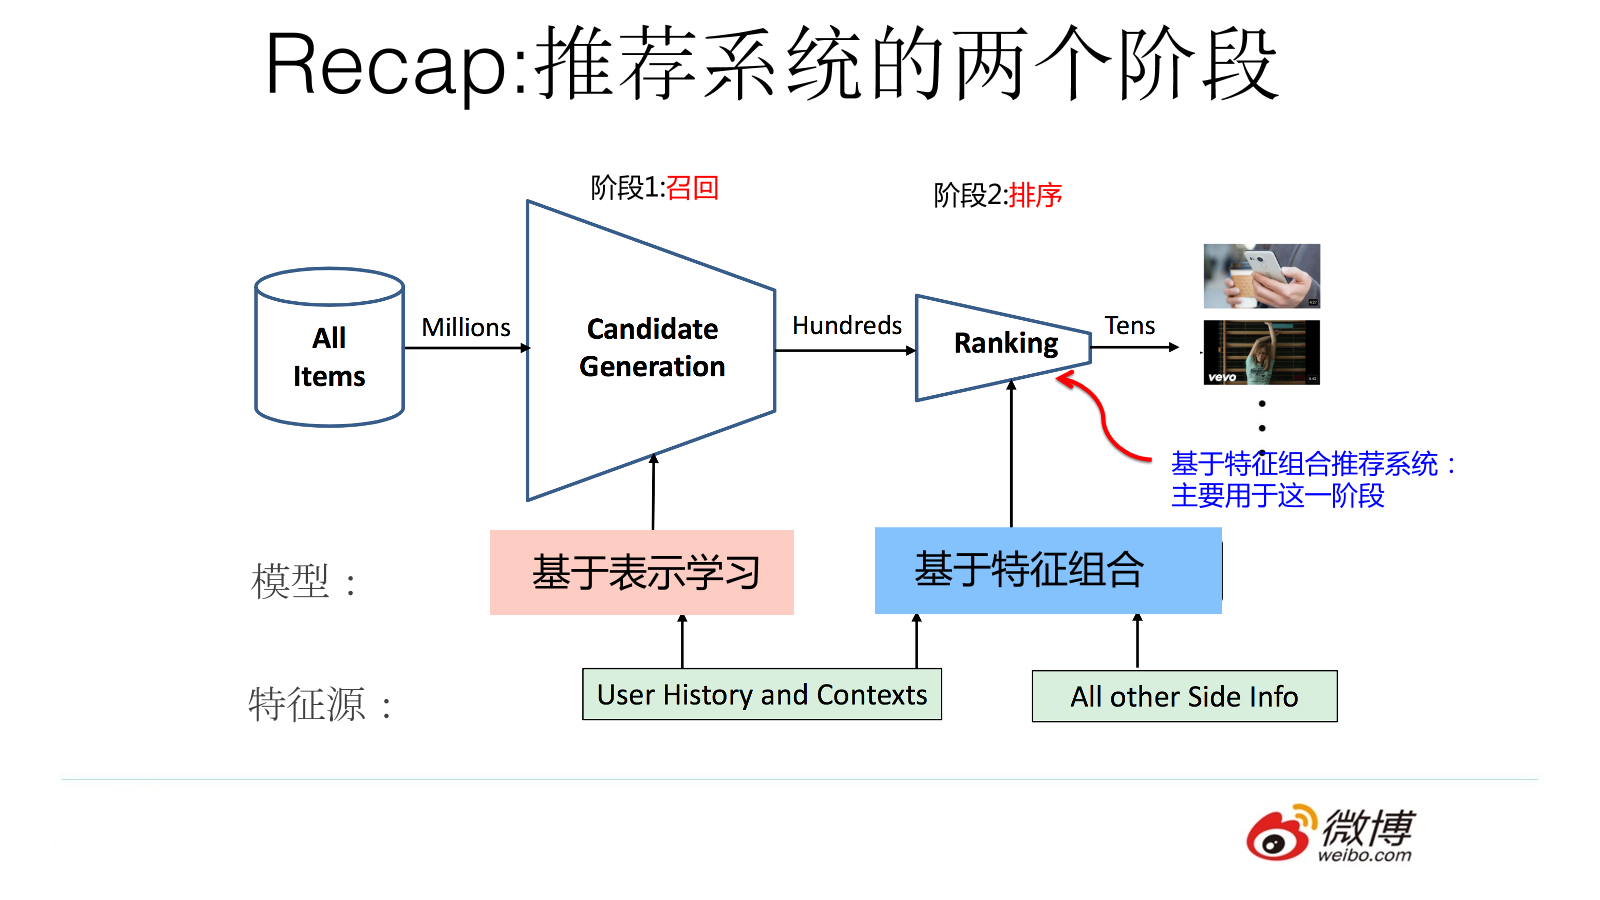 Recap:推荐系统的两个阶段
阶段1:召回
阶段2:排序
All
Items
Millions
Candidate
Generation
Hundreds
Ranking
Tens
vevo
基于特征组合推荐系统：
主要用于这一阶段
模型：
基于表示学习
基于特征组合
特征源：
User History and Contexts
All other Side Info
微博
weibo.com